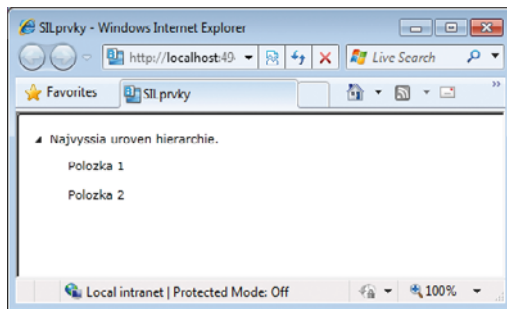 SILprvky - Windows Internet Explorer
http://localhost:49
Live Search
Favorites
SILprvky
»
Najvyssia uroven hierarchie.
Polozka 1
Polozka 2
Local intranet | Protected Mode: Off
100%